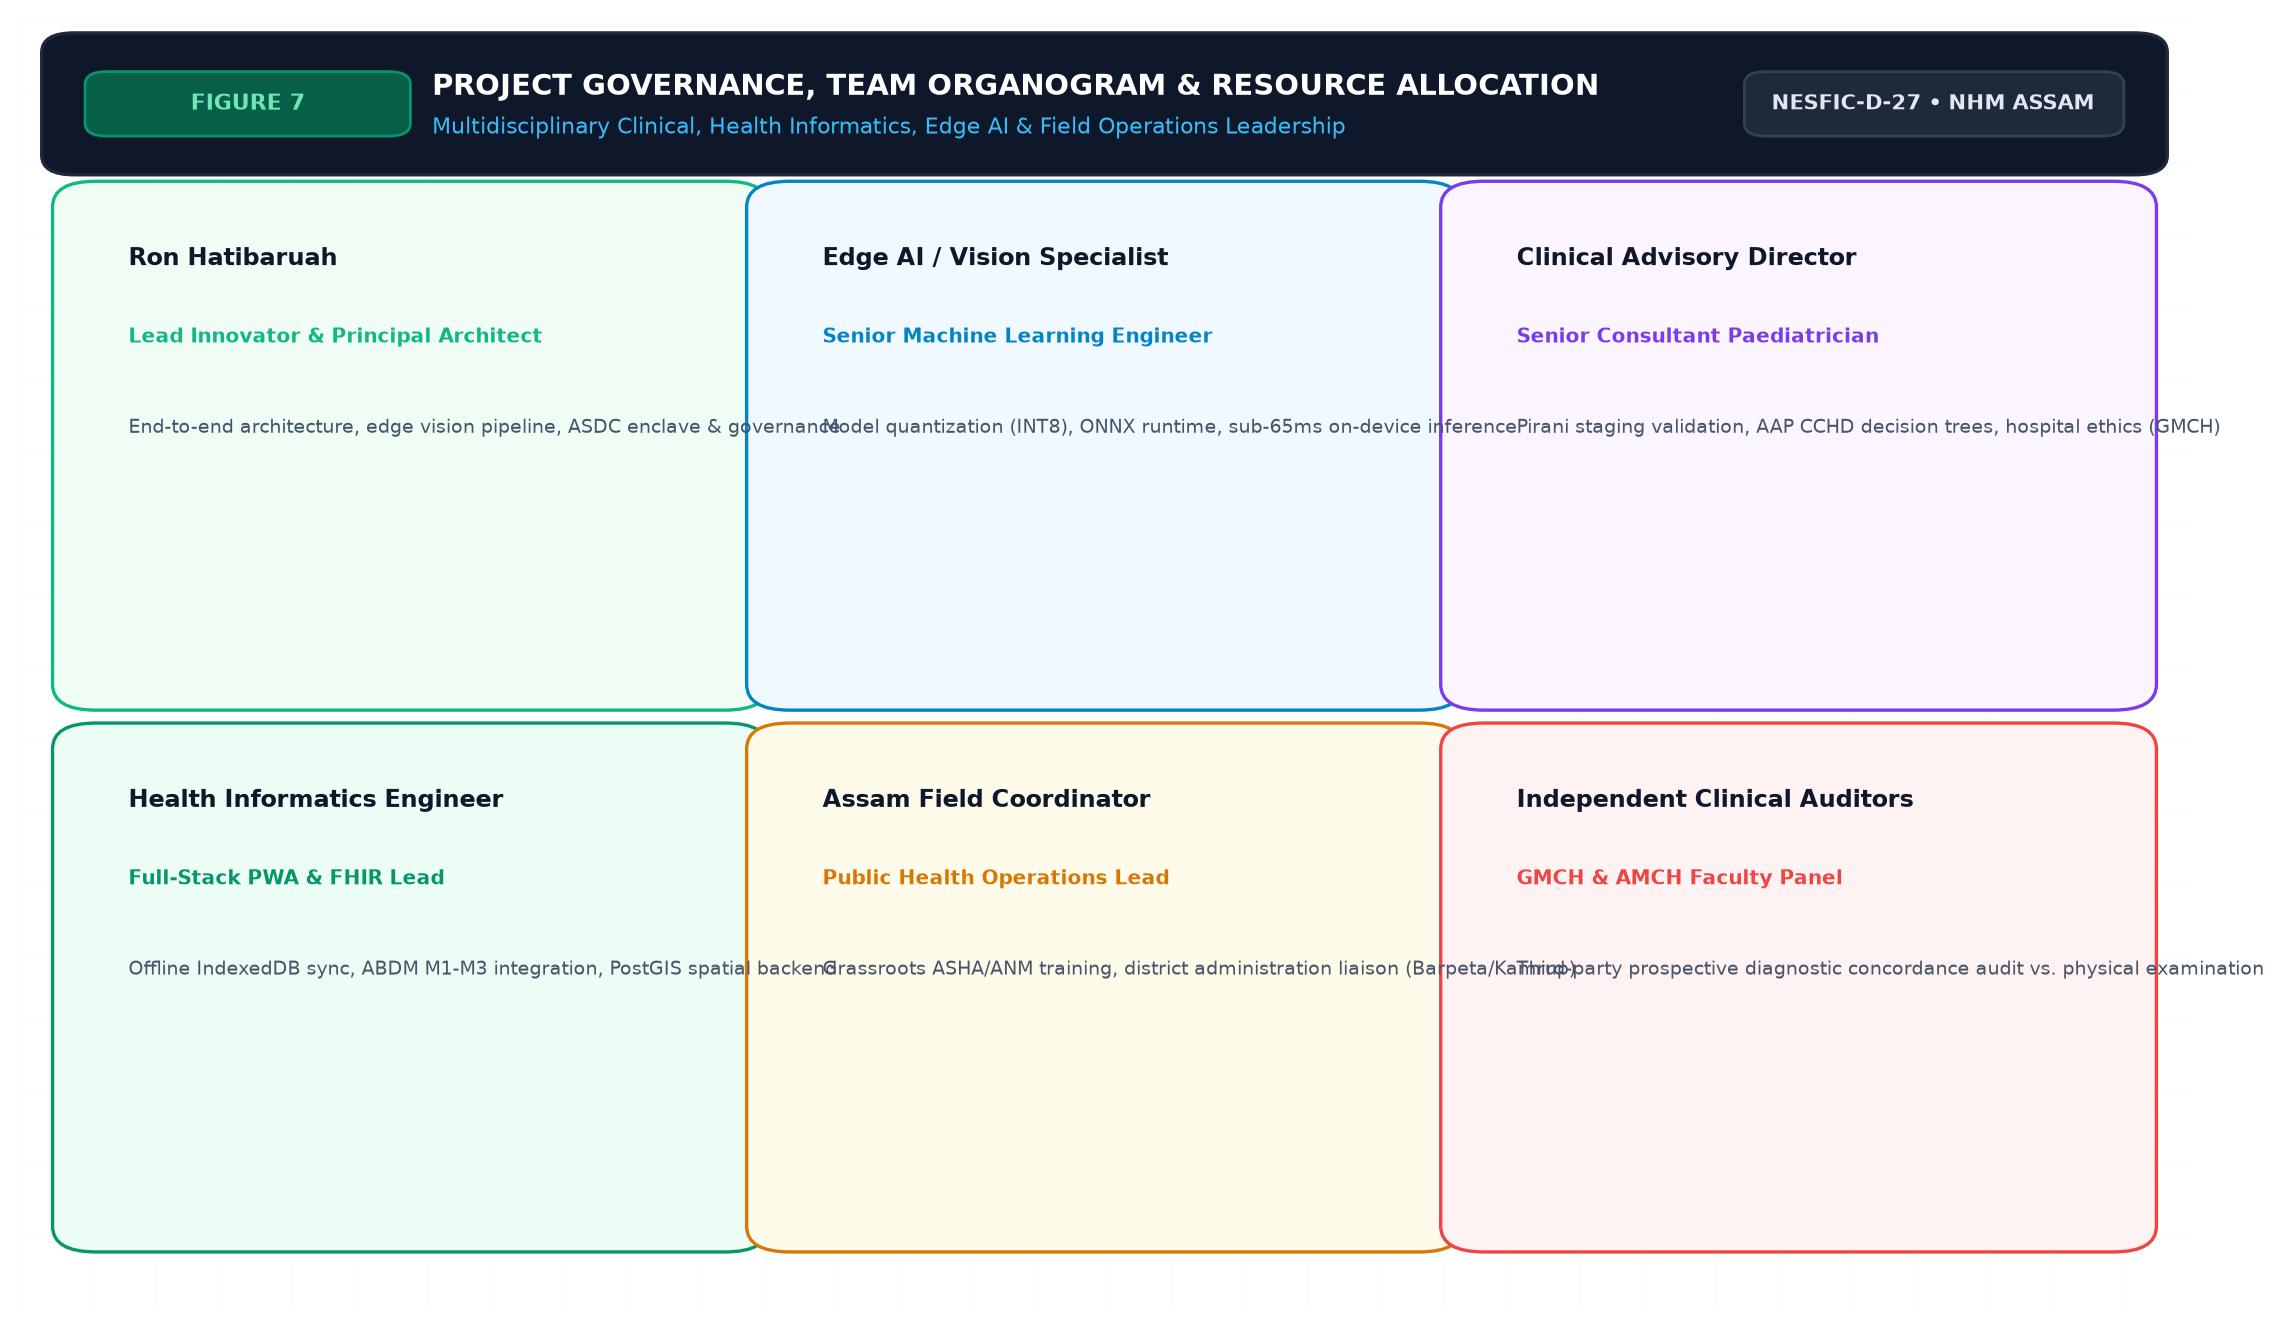 FIGURE 7
PROJECT GOVERNANCE, TEAM ORGANOGRAM & RESOURCE ALLOCATION
Multidisciplinary Clinical, Health Informatics, Edge AI & Field Operations Leadership
NESFIC-D-27 • NHM ASSAM
Ron Hatibaruah
Lead Innovator & Principal Architect
End-to-end architecture, edge vision pipeline, ASDC enclave & governance
Edge AI / Vision Specialist
Senior Machine Learning Engineer
Model quantization (INT8), ONNX runtime, sub-65ms on-device inference
Clinical Advisory Director
Senior Consultant Paediatrician
Pirani staging validation, AAP CCHD decision trees, hospital ethics (GMCH)
Health Informatics Engineer
Full-Stack PWA & FHIR Lead
Offline IndexedDB sync, ABDM M1-M3 integration, PostGIS spatial backend
Assam Field Coordinator
Public Health Operations Lead
Grassroots ASHA/ANM training, district administration liaison (Barpeta/Kamrup)
Independent Clinical Auditors
GMCH & AMCH Faculty Panel
Third-party prospective diagnostic concordance audit vs. physical examination